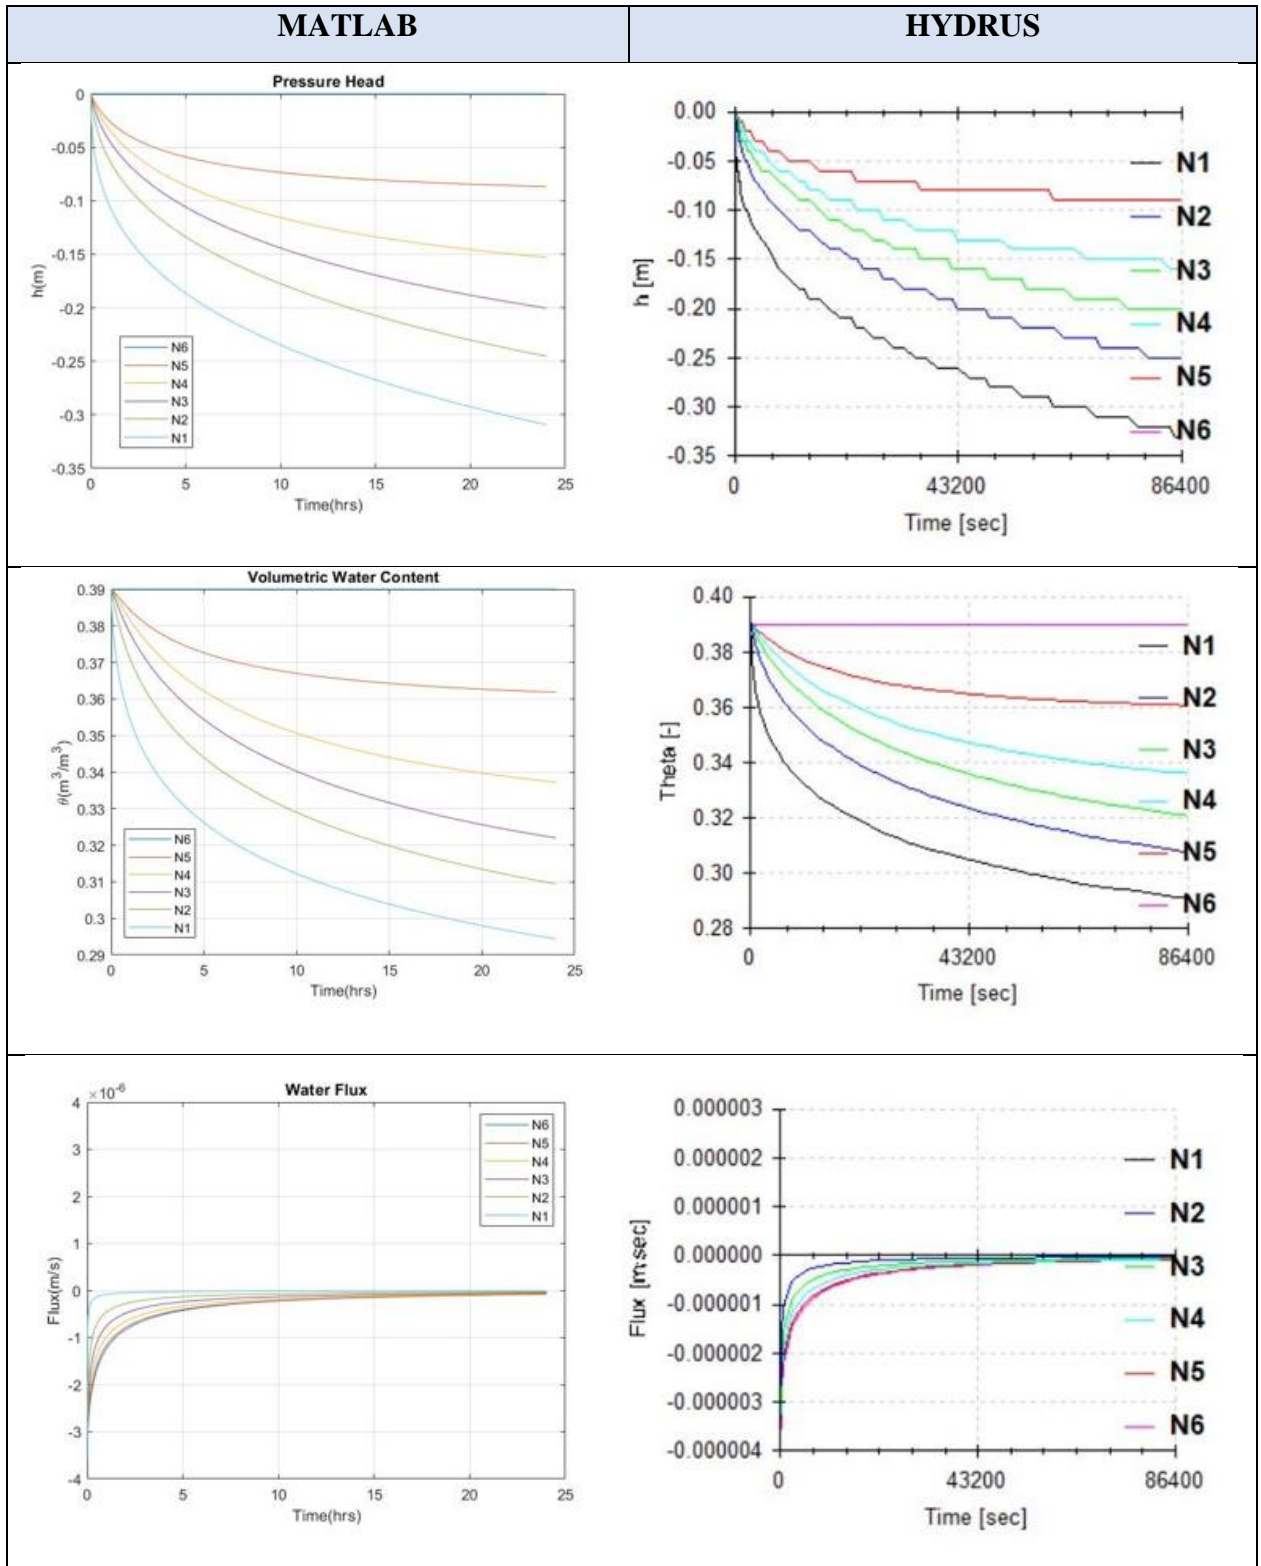 MATLAB
HYDRUS
Pressure Head
0
-0.05
-0.1
-0.15
-0.2
-0.25
-0.3
-0.35
h(m)
N6
N5
N4
N3
N2
N1
0 5 10 15 20 25
Time(hrs)
0.00
-0.05
-0.10
-0.15
-0.20
-0.25
-0.30
-0.35
h [m]
N1
N2
N3
N4
N5
N6
0 43200 86400
Time [sec]
Volumetric Water Content
0.39
0.38
0.37
0.36
0.35
0.34
0.33
0.32
0.31
0.3
0.29
θ(m³/m³)
N6
N5
N4
N3
N2
N1
0 5 10 15 20 25
Time(hrs)
0.40
0.38
0.36
0.34
0.32
0.30
0.28
Theta [-]
N1
N2
N3
N4
N5
N6
0 43200 86400
Time [sec]
Water Flux
×10⁻⁶
4
3
2
1
0
-1
-2
-3
-4
Flux(m/s)
N6
N5
N4
N3
N2
N1
0 5 10 15 20 25
Time(hrs)
0.000003
0.000002
0.000001
0.000000
-0.000001
-0.000002
-0.000003
-0.000004
Flux [m·sec]
N1
N2
N3
N4
N5
N6
0 43200 86400
Time [sec]